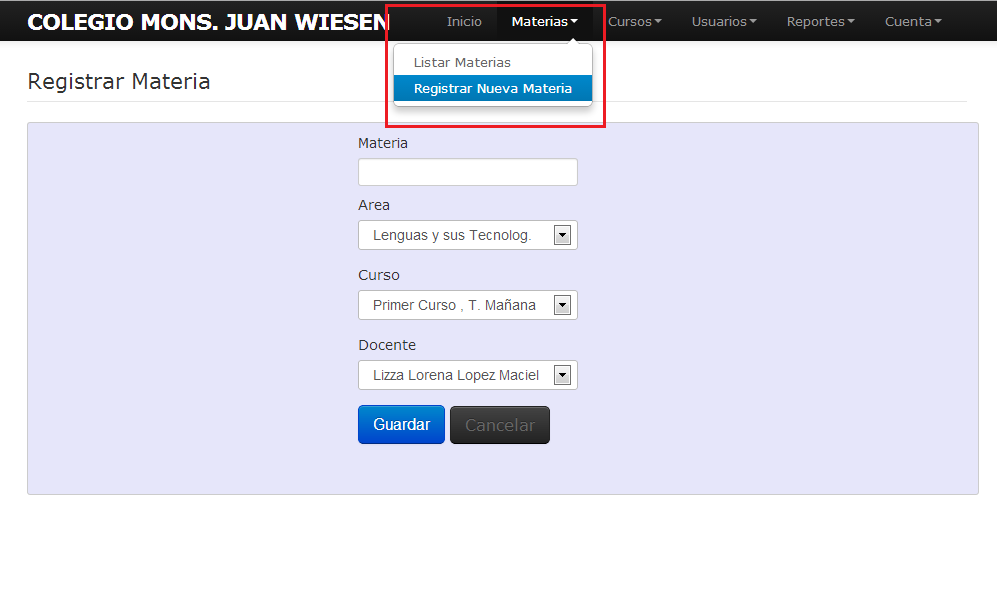 COLEGIO MONS. JUAN WIESEN Inicio Materias Cursos Usuarios Reportes Cuenta
Listar Materias
Registrar Nueva Materia
Registrar Materia
Materia
Area
Lenguas y sus Tecnolog.
Curso
Primer Curso , T. Mañana
Docente
Lizza Lorena Lopez Maciel
Guardar Cancelar